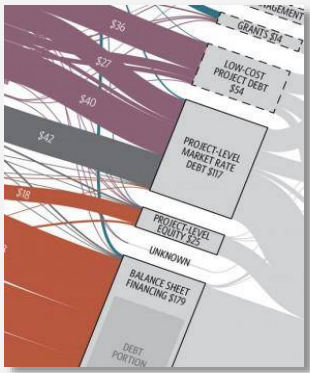 GEMENT
GRANTS $14
$36
LOW-COST
PROJECT DEBT
$54
$27
$40
PROJECT-LEVEL
MARKET RATE
DEBT $117
$42
$18
PROJECT-LEVEL
EQUITY $25
UNKNOWN
BALANCE SHEET
FINANCING $179
DEBT
PORTION